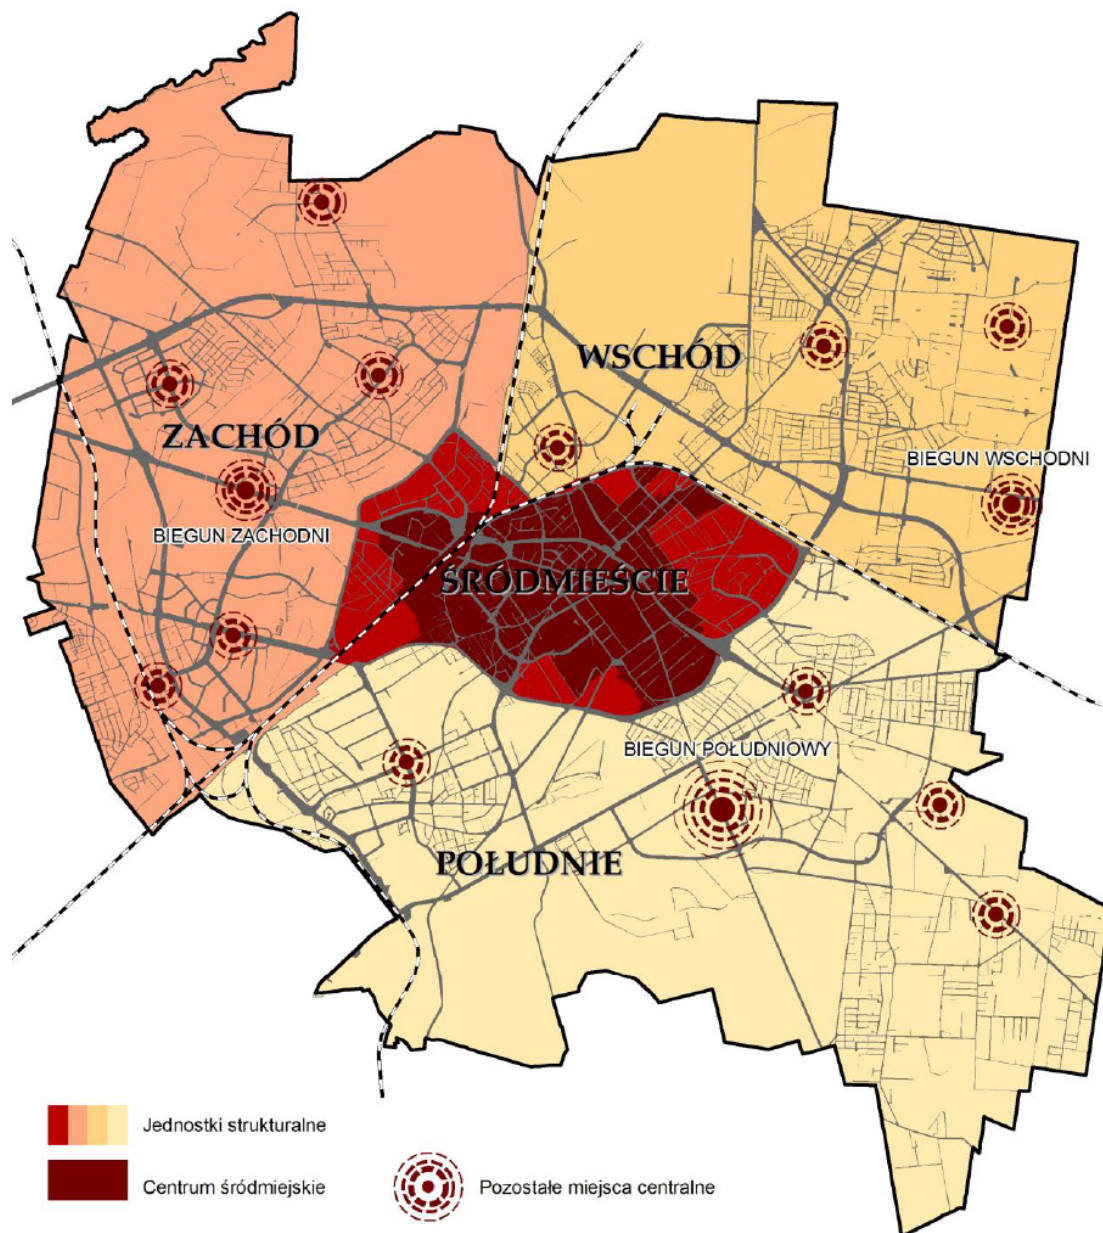 WSCHÓD
ZACHÓD
BIEGUN WSCHODNI
BIEGUN ZACHODNI
ŚRÓDMIEŚCIE
BIEGUN POŁUDNIOWY
POŁUDNIE
Jednostki strukturalne
Centrum śródmiejskie
Pozostałe miejsca centralne